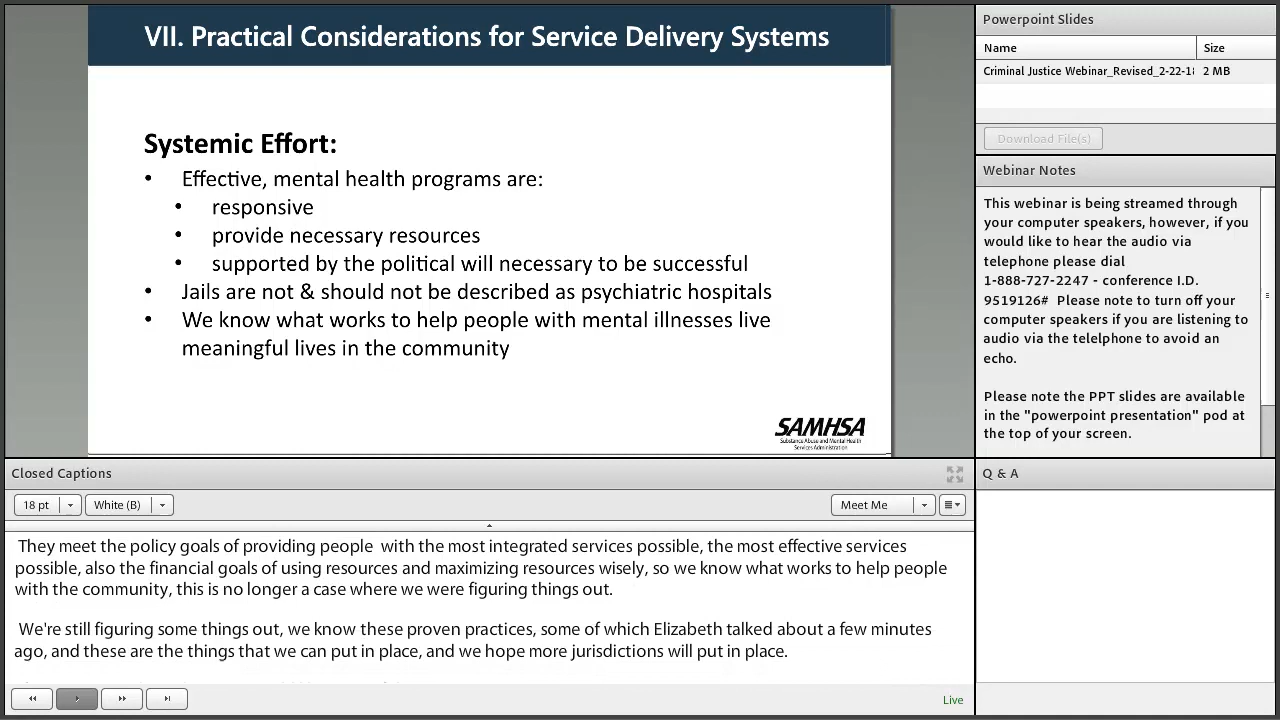 VII. Practical Considerations for Service Delivery Systems
Systemic Effort:
• Effective, mental health programs are:
• responsive
• provide necessary resources
• supported by the political will necessary to be successful
• Jails are not & should not be described as psychiatric hospitals
• We know what works to help people with mental illnesses live
meaningful lives in the community
SAMHSA
Substance Abuse and Mental Health
Services Administration
Powerpoint Slides
Name
Size
Criminal Justice Webinar_Revised_2-22-18
2 MB
Download File(s)
Webinar Notes
This webinar is being streamed through
your computer speakers, however, if you
would like to hear the audio via
telephone please dial
1-888-727-2247 - conference I.D.
9519126# Please note to turn off your
computer speakers if you are listening to
audio via the telelphone to avoid an
echo.
Please note the PPT slides are available
in the "powerpoint presentation" pod at
the top of your screen.
Closed Captions
18 pt
White (B)
Meet Me
They meet the policy goals of providing people with the most integrated services possible, the most effective services
possible, also the financial goals of using resources and maximizing resources wisely, so we know what works to help people
with the community, this is no longer a case where we were figuring things out.
We're still figuring some things out, we know these proven practices, some of which Elizabeth talked about a few minutes
ago, and these are the things that we can put in place, and we hope more jurisdictions will put in place.
Live
Q & A